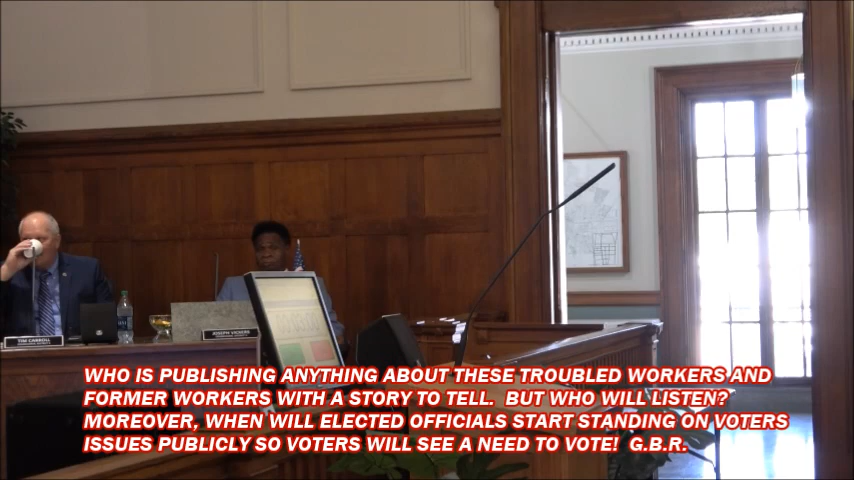 TIM CARROLL
JOSEPH VICKERS
WHO IS PUBLISHING ANYTHING ABOUT THESE TROUBLED WORKERS AND
FORMER WORKERS WITH A STORY TO TELL.  BUT WHO WILL LISTEN?
MOREOVER, WHEN WILL ELECTED OFFICIALS START STANDING ON VOTERS
ISSUES PUBLICLY SO VOTERS WILL SEE A NEED TO VOTE!  G.B.R.